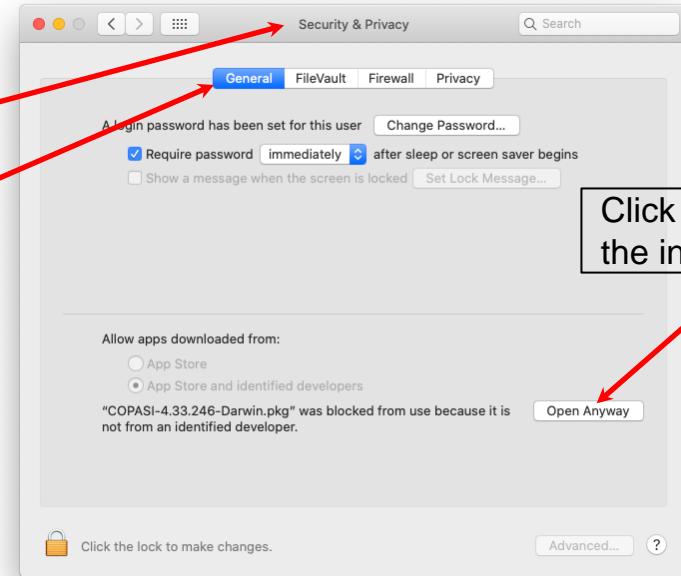 Security & Privacy
Search
General FileVault Firewall Privacy
A login password has been set for this user Change Password...
Require password immediately after sleep or screen saver begins
Show a message when the screen is locked Set Lock Message...
Click
the
Allow apps downloaded from:
App Store
App Store and identified developers
“COPASI-4.33.246-Darwin.pkg” was blocked from use because it is
not from an identified developer.
Open Anyway
Click the lock to make changes.
Advanced... ?